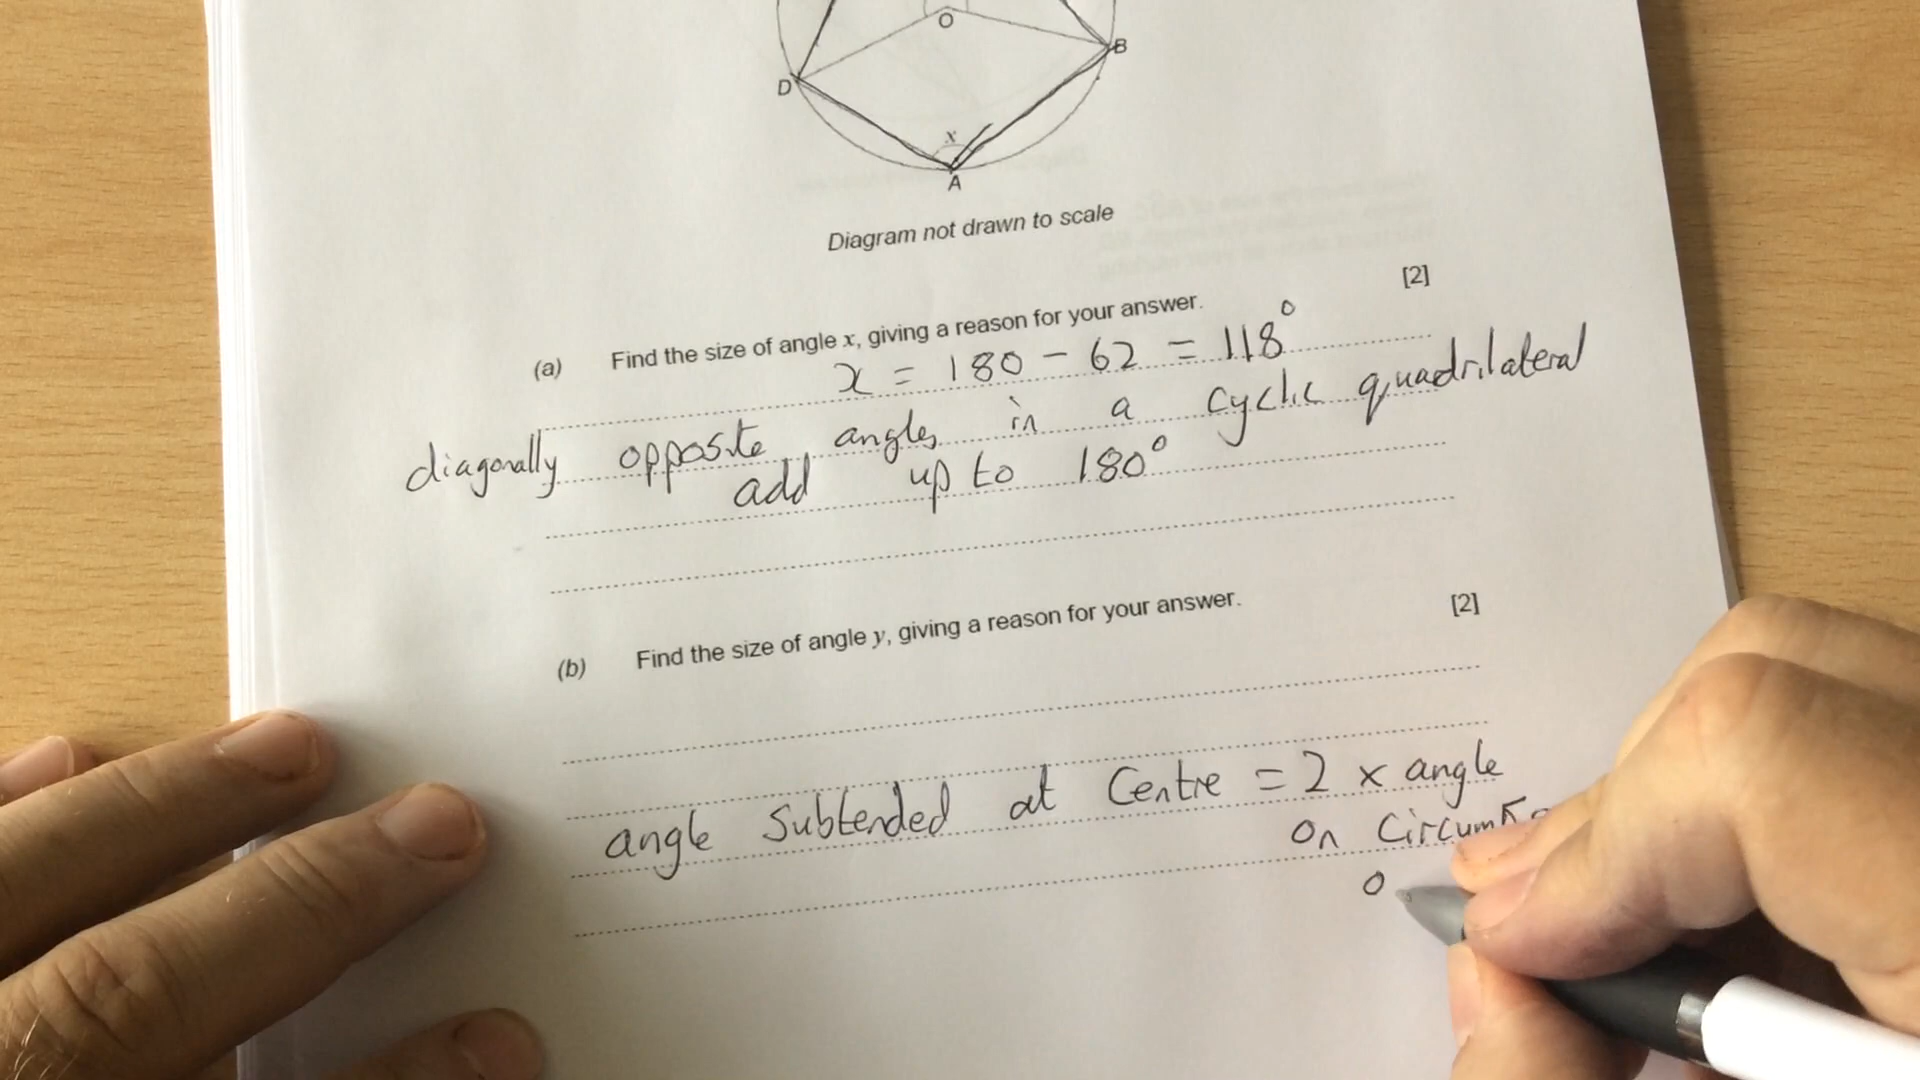 O
B
D
x
A
Diagram not drawn to scale
[2]
(a) Find the size of angle x, giving a reason for your answer.
x = 180 - 62 = 118°
diagonally opposite angles in a cyclic quadrilateral
add up to 180°
(b) Find the size of angle y, giving a reason for your answer.
[2]
angle subtended at Centre = 2 x angle
on